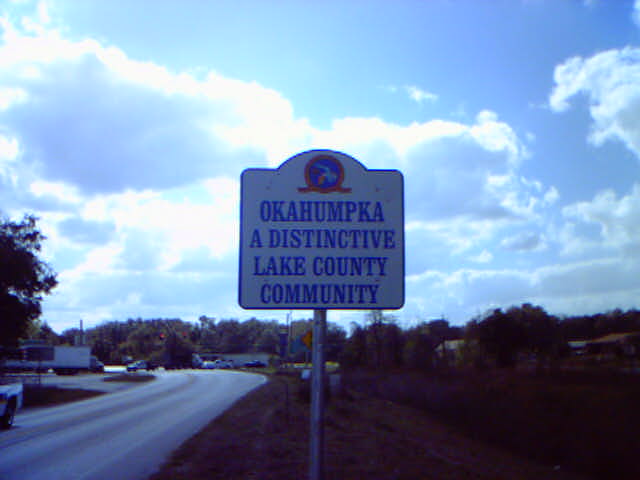 OKAHUMPKA
A DISTINCTIVE
LAKE COUNTY
COMMUNITY